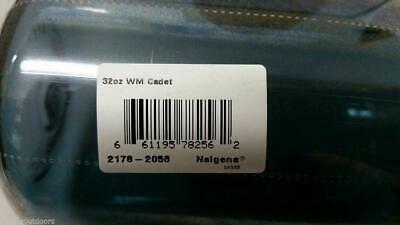 32oz WM Cadet
6 61195 78256 2
2178-2056 Nalgene®